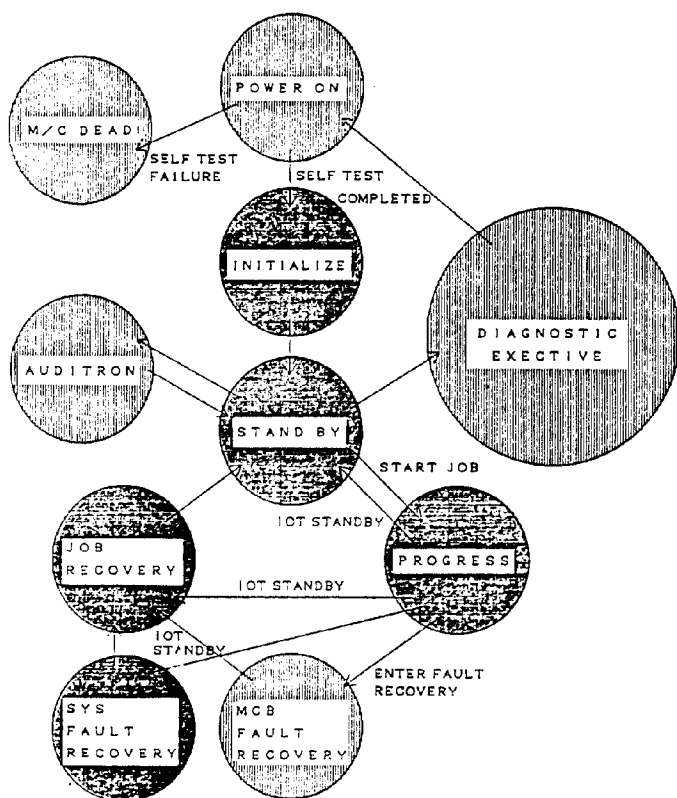 POWER ON
M/C DEAD
SELF TEST
FAILURE
SELF TEST
COMPLETED
INITIALIZE
DIAGNOSTIC
EXECTIVE
AUDITRON
STAND BY
START JOB
IOT STANDBY
JOB
RECOVERY
PROGRESS
IOT STANDBY
IOT
STANDBY
ENTER FAULT
RECOVERY
SYS
FAULT
RECOVERY
MCB
FAULT
RECOVERY